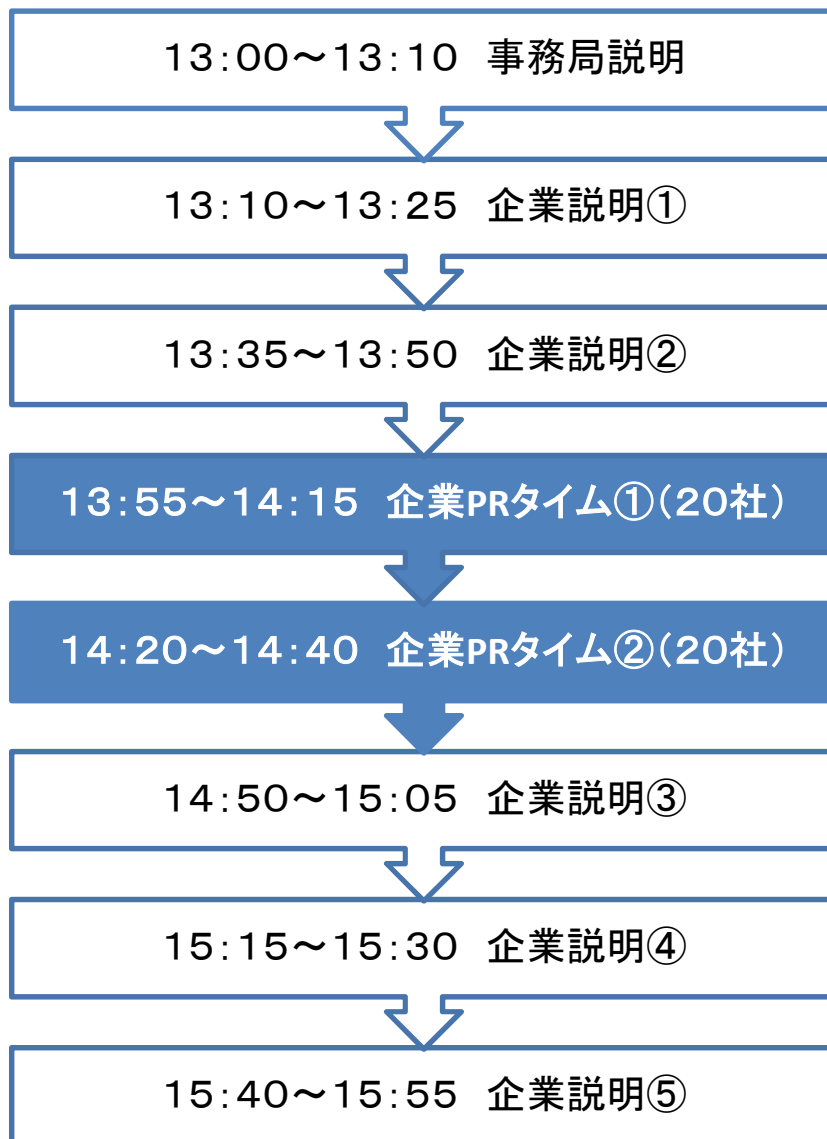 13:00～13:10 事務局説明
13:10～13:25 企業説明①
13:35～13:50 企業説明②
13:55～14:15 企業PRタイム①（20社）
14:20～14:40 企業PRタイム②（20社）
14:50～15:05 企業説明③
15:15～15:30 企業説明④
15:40～15:55 企業説明⑤